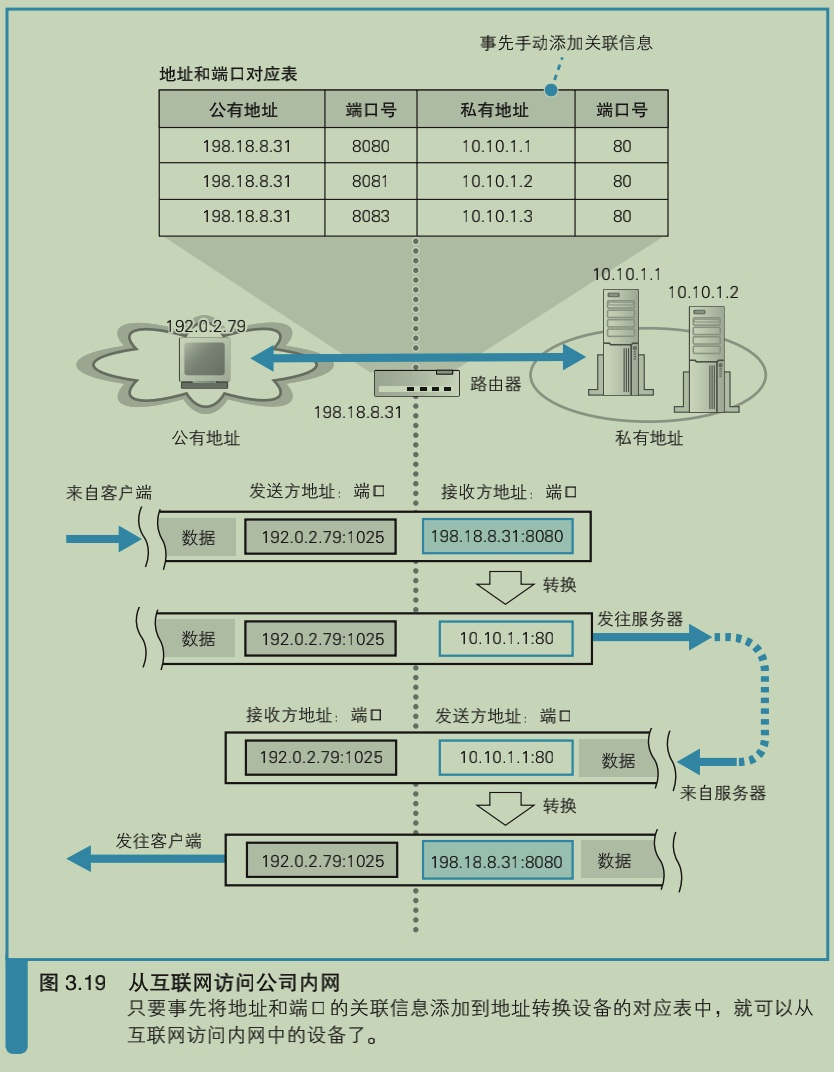 事先手动添加关联信息
地址和端口对应表
公有地址 端口号 私有地址 端口号
198.18.8.31 8080 10.10.1.1 80
198.18.8.31 8081 10.10.1.2 80
198.18.8.31 8083 10.10.1.3 80
10.10.1.1
10.10.1.2
192.0.2.79
路由器
198.18.8.31
公有地址
私有地址
来自客户端
发送方地址：端口 接收方地址：端口
数据 192.0.2.79:1025 198.18.8.31:8080
转换
发往服务器
数据 192.0.2.79:1025 10.10.1.1:80
接收方地址：端口 发送方地址：端口
192.0.2.79:1025 10.10.1.1:80 数据
来自服务器
转换
发往客户端
192.0.2.79:1025 198.18.8.31:8080 数据
图 3.19 从互联网访问公司内网
只要事先将地址和端口的关联信息添加到地址转换设备的对应表中，就可以从
互联网访问内网中的设备了。